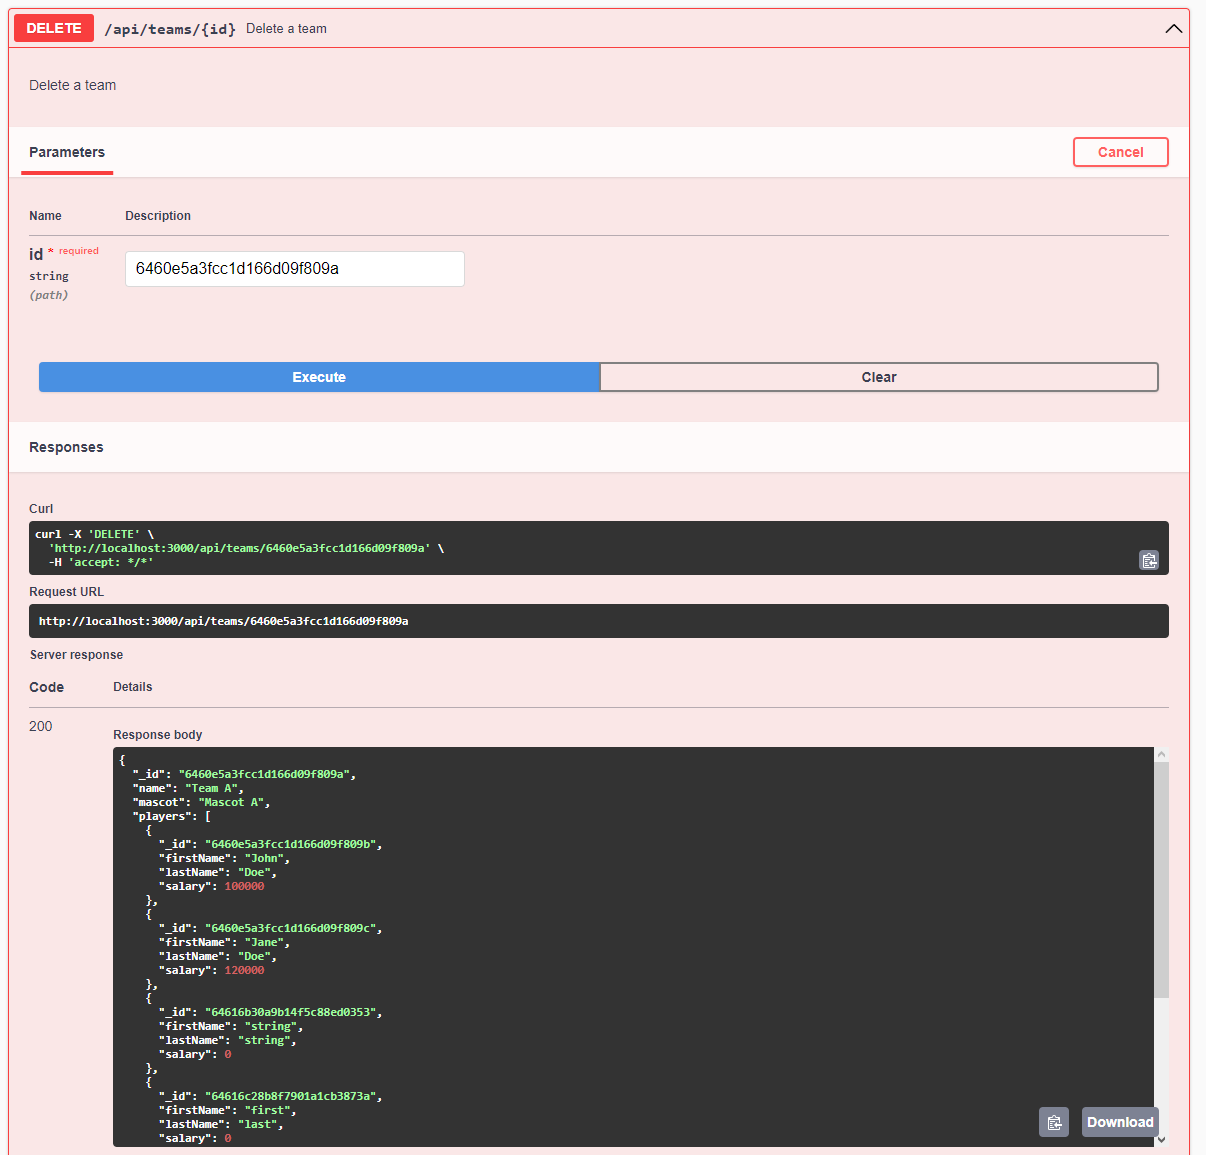 DELETE /api/teams/{id} Delete a team
Delete a team
Parameters
Cancel
Name Description
id * required
string
(path)
6460e5a3fcc1d166d09f809a
Execute Clear
Responses
Curl
curl -X 'DELETE' \
'http://localhost:3000/api/teams/6460e5a3fcc1d166d09f809a' \
-H 'accept: */*'
Request URL
http://localhost:3000/api/teams/6460e5a3fcc1d166d09f809a
Server response
Code Details
200
Response body
{
"_id": "6460e5a3fcc1d166d09f809a",
"name": "Team A",
"mascot": "Mascot A",
"players": [
{
"_id": "6460e5a3fcc1d166d09f809b",
"firstName": "John",
"lastName": "Doe",
"salary": 100000
},
{
"_id": "6460e5a3fcc1d166d09f809c",
"firstName": "Jane",
"lastName": "Doe",
"salary": 120000
},
{
"_id": "64616b30a9b14f5c88ed0353",
"firstName": "string",
"lastName": "string",
"salary": 0
},
{
"_id": "64616c28b8f7901a1cb3873a",
"firstName": "first",
"lastName": "last",
"salary": 0
Download